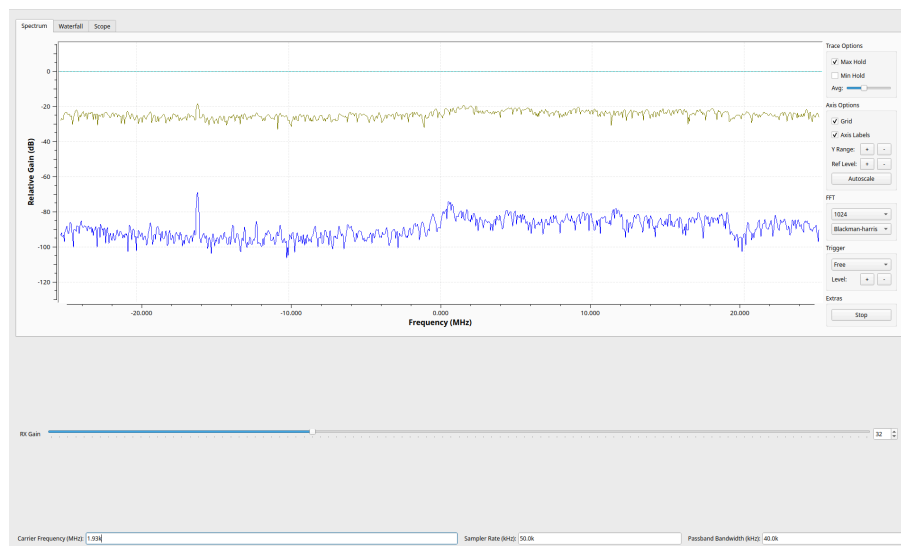 Spectrum Waterfall Scope
Trace Options
Max Hold
Min Hold
Avg:
Axis Options
Grid
Axis Labels
Y Range: + -
Ref Level: + -
Autoscale
FFT
1024
Blackman-harris
Trigger
Free
Level: + -
Extras
Stop
Relative Gain (dB)
0
-20
-40
-60
-80
-100
-120
-20.000 -10.000 0.000 10.000 20.000
Frequency (MHz)
RX Gain 32
Carrier Frequency (MHz): 1.93k Sampler Rate (kHz): 50.0k Passband Bandwidth (kHz): 40.0k